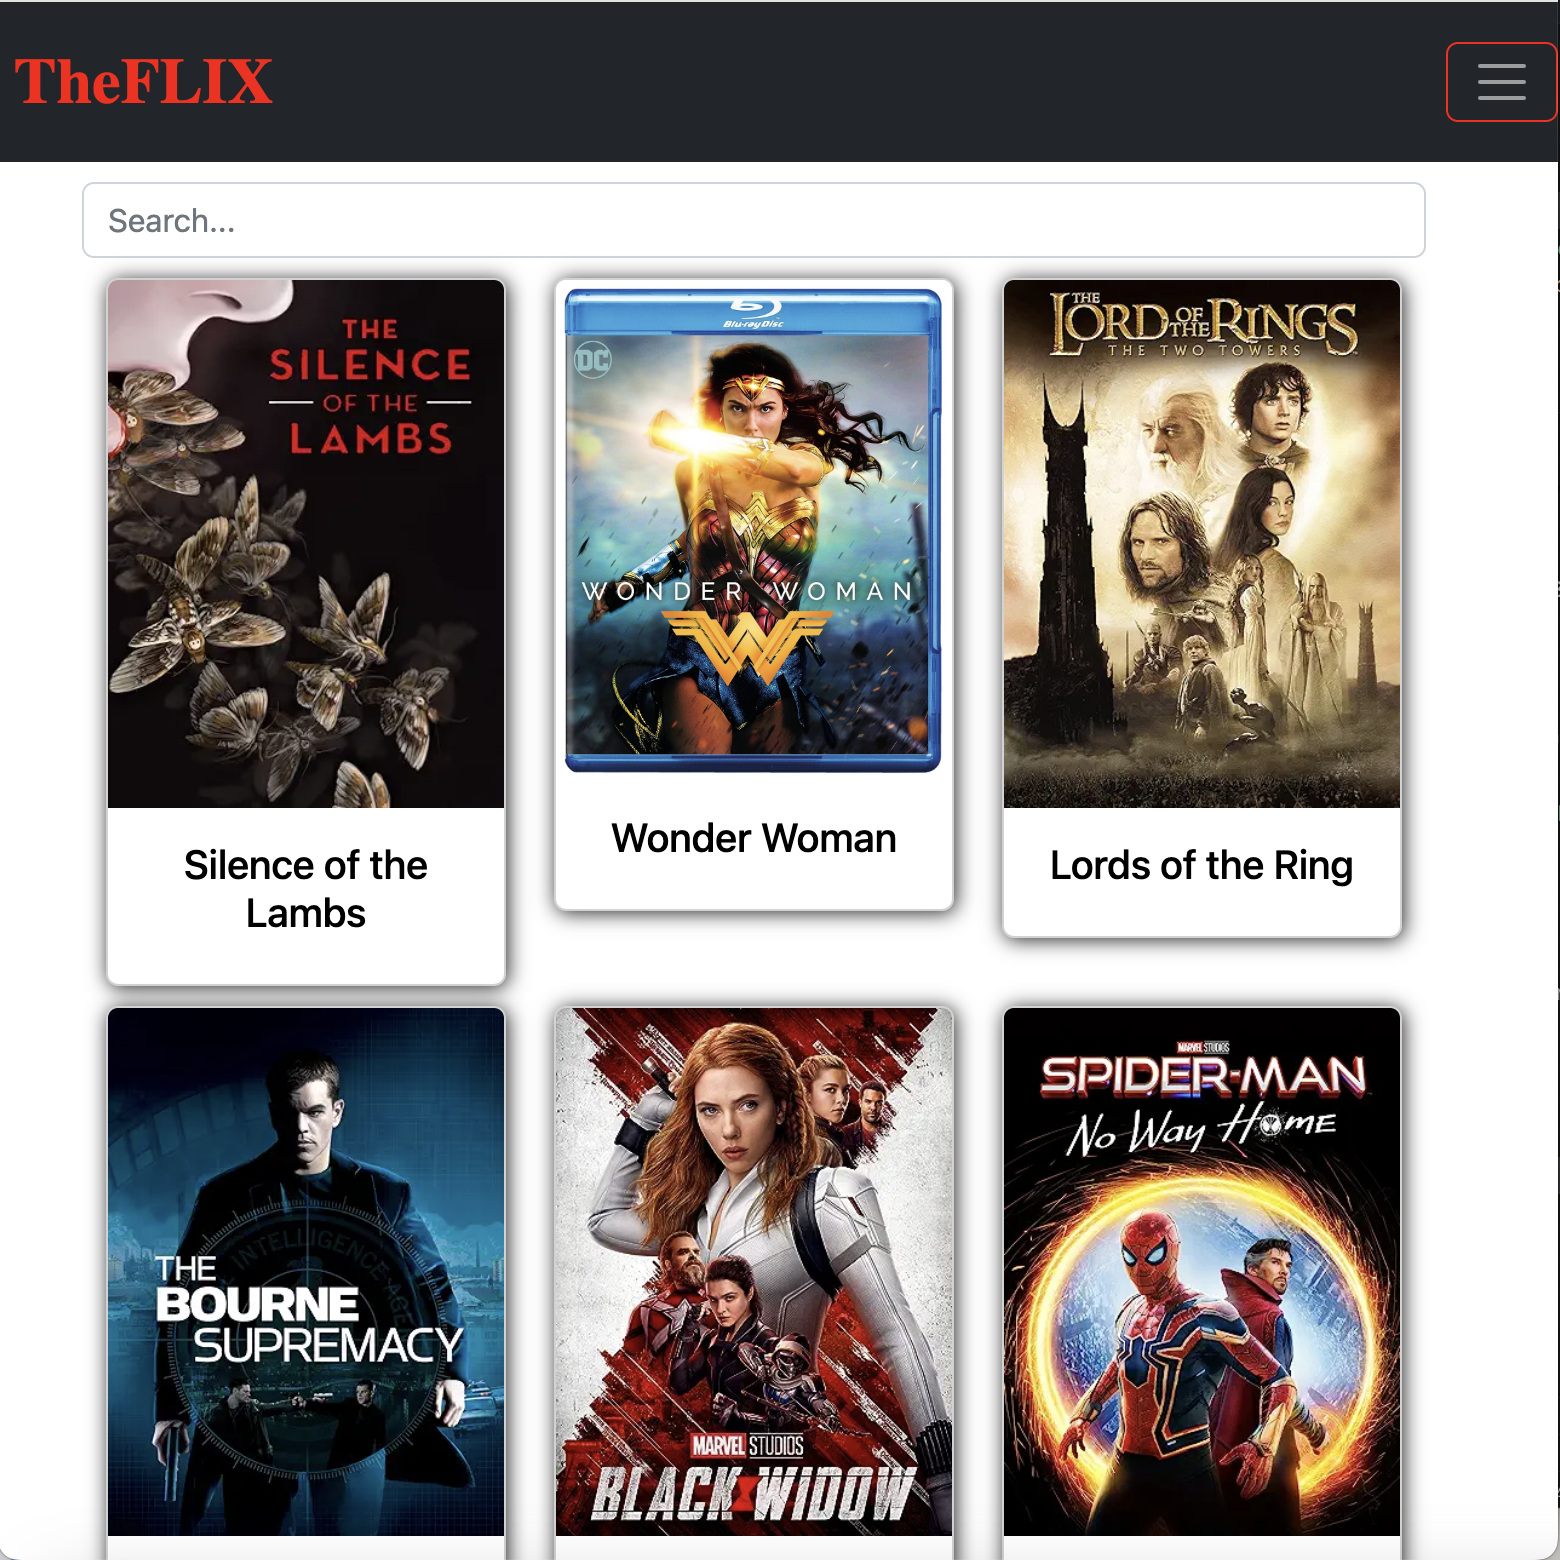 TheFLIX
Search...
THE
SILENCE
OF THE
LAMBS
Blu-ray Disc
DC
WONDER WOMAN
W
Silence of the
Lambs
Wonder Woman
THE
LORD OF THE RINGS
THE TWO TOWERS
Lords of the Ring
INTELLIGENCE AGE
THE
BOURNE
SUPREMACY
MARVEL STUDIOS
BLACK WIDOW
MARVEL STUDIOS
SPIDER-MAN
No Way Home